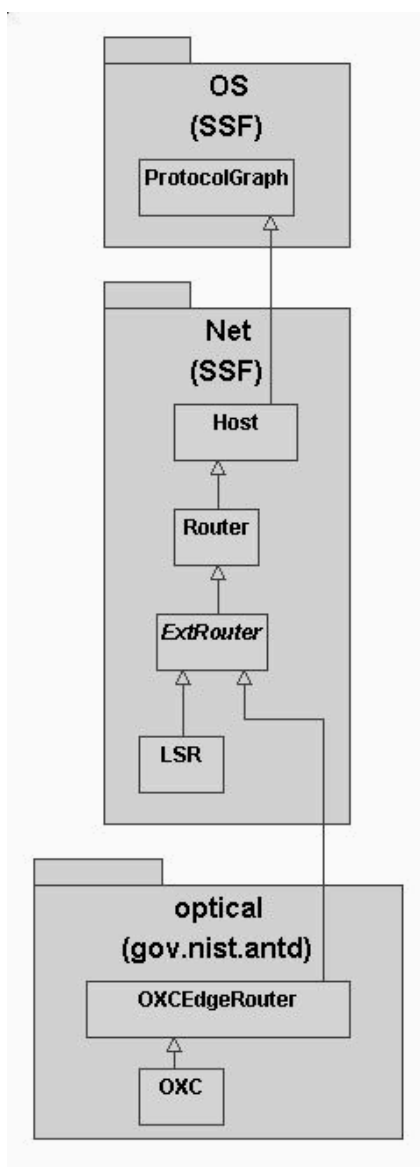 OS
(SSF)
ProtocolGraph
Net
(SSF)
Host
Router
ExtRouter
LSR
optical
(gov.nist.antd)
OXCEdgeRouter
OXC